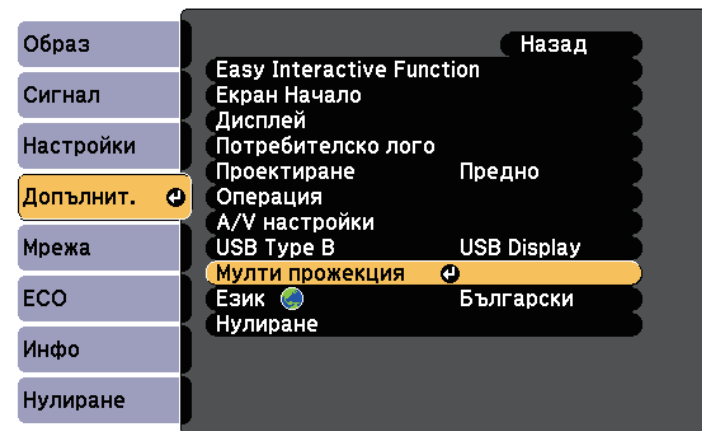 Образ
Сигнал
Настройки
Допълнит.
Мрежа
ECO
Инфо
Нулиране
Назад
Easy Interactive Function
Екран Начало
Дисплей
Потребителско лого
Проектиране Предно
Операция
A/V настройки
USB Type B USB Display
Мулти прожекция
Език Български
Нулиране